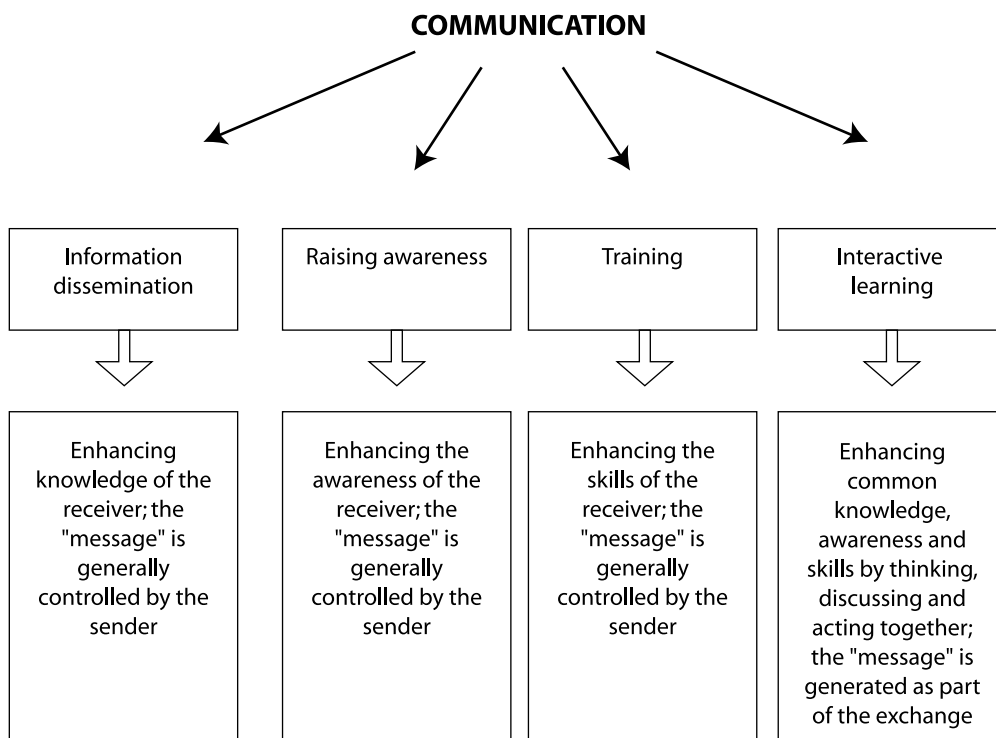 COMMUNICATION
Information
dissemination
Raising awareness
Training
Interactive
learning
Enhancing
knowledge of the
receiver; the
"message" is
generally
controlled by the
sender
Enhancing the
awareness of the
receiver; the
"message" is
generally
controlled by the
sender
Enhancing the
skills of the
receiver; the
"message" is
generally
controlled by the
sender
Enhancing
common
knowledge,
awareness and
skills by thinking,
discussing and
acting together;
the "message" is
generated as part
of the exchange